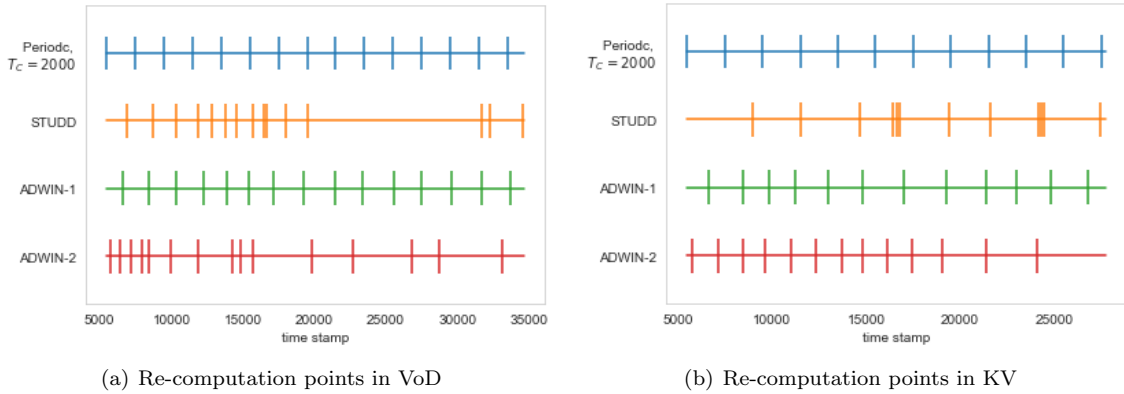 Periodc,
T_C = 2000
STUDD
ADWIN-1
ADWIN-2
5000 10000 15000 20000 25000 30000 35000
time stamp
(a) Re-computation points in VoD
Periodc,
T_C = 2000
STUDD
ADWIN-1
ADWIN-2
5000 10000 15000 20000 25000
time stamp
(b) Re-computation points in KV